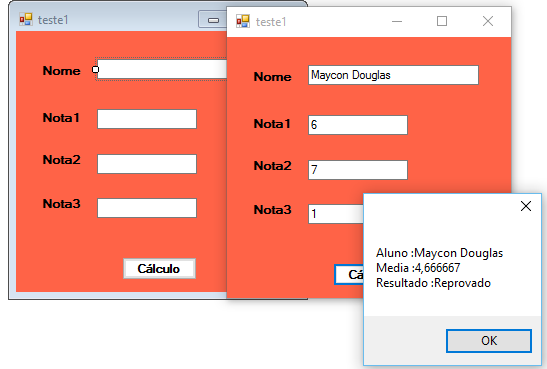 teste1
Nome
Nota1
Nota2
Nota3
Cálculo
teste1
Nome Maycon Douglas
Nota1 6
Nota2 7
Nota3 1
Cá
Aluno :Maycon Douglas
Media :4,666667
Resultado :Reprovado
OK